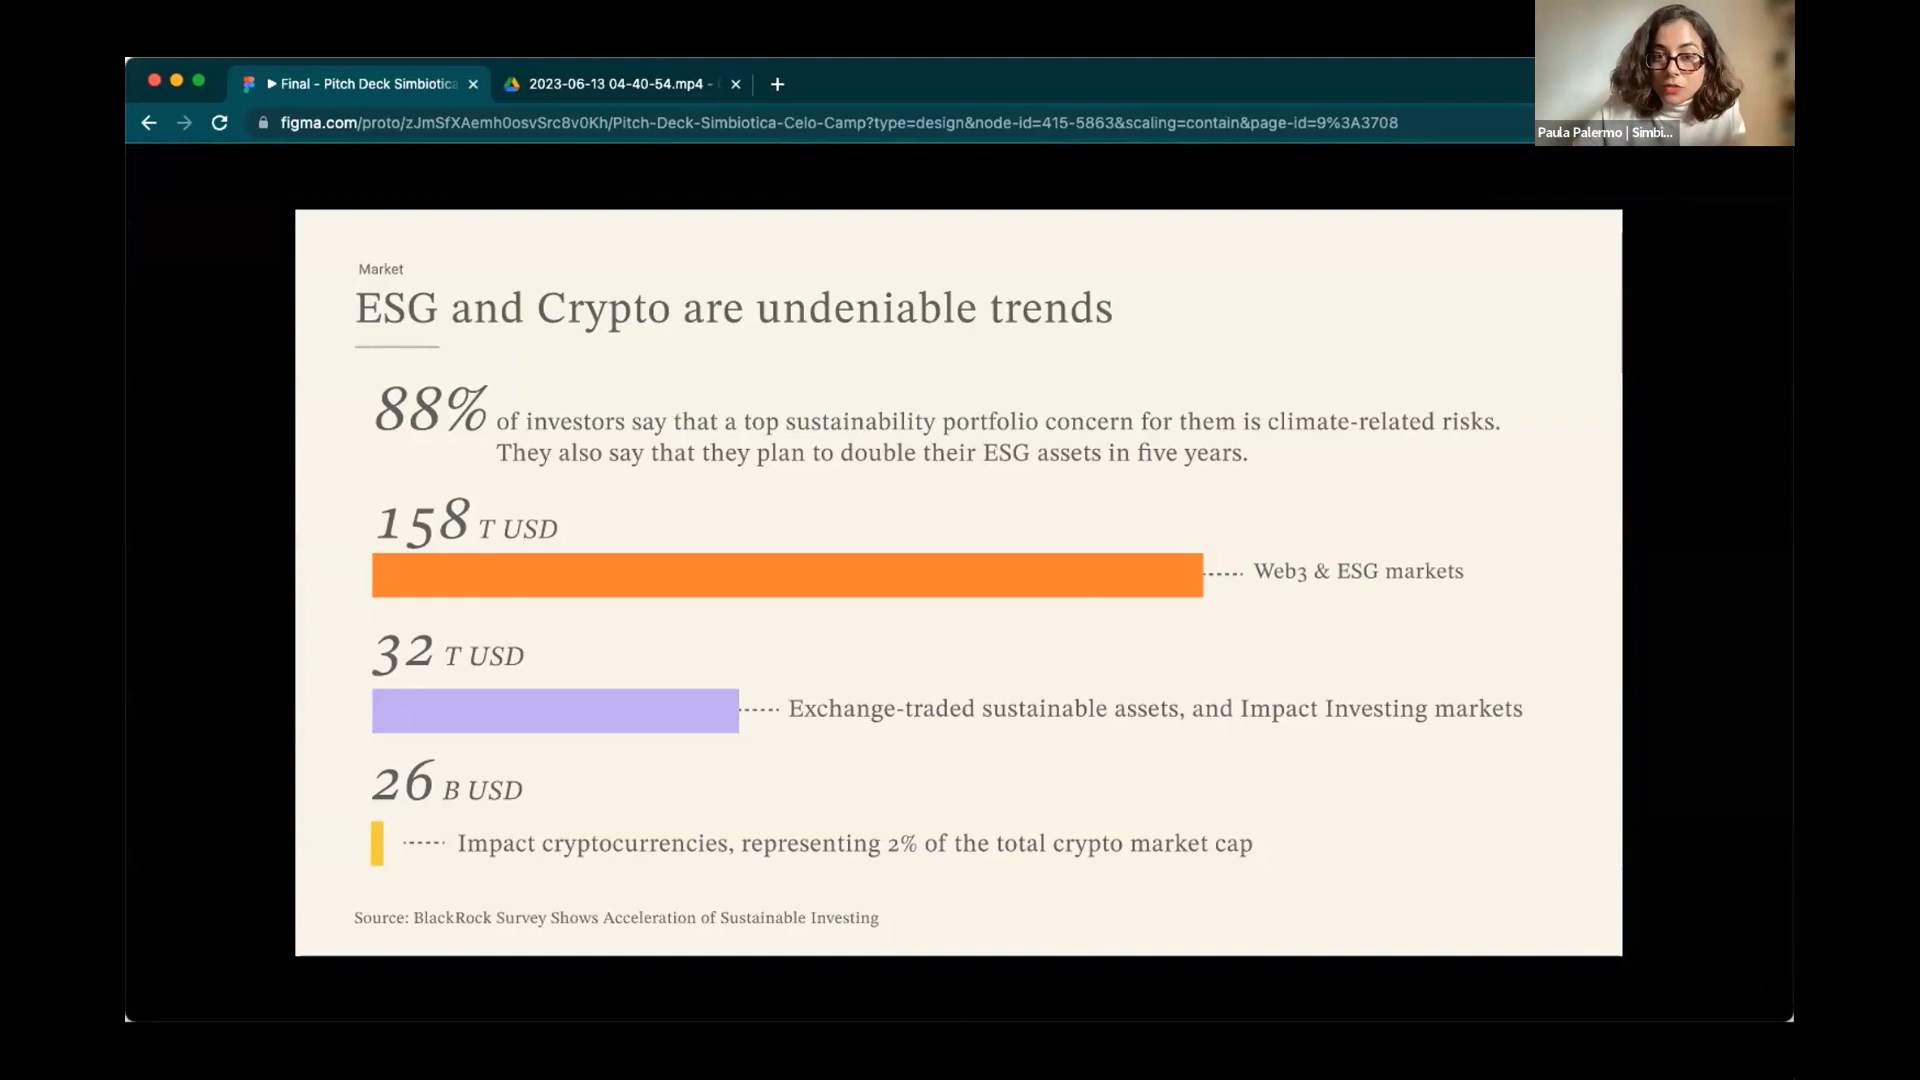 Final - Pitch Deck Simbiotica
2023-06-13 04-40-54.mp4 -
figma.com/proto/zJmSfXAemh0osvSrc8v0Kh/Pitch-Deck-Simbiotica-Celo-Camp?type=design&node-id=415-5863&scaling=contain&page-id=9%3A3708
Paula Palermo | Simbi...
Market
ESG and Crypto are undeniable trends
88% of investors say that a top sustainability portfolio concern for them is climate-related risks.
They also say that they plan to double their ESG assets in five years.
158 T USD
Web3 & ESG markets
32 T USD
Exchange-traded sustainable assets, and Impact Investing markets
26 B USD
Impact cryptocurrencies, representing 2% of the total crypto market cap
Source: BlackRock Survey Shows Acceleration of Sustainable Investing